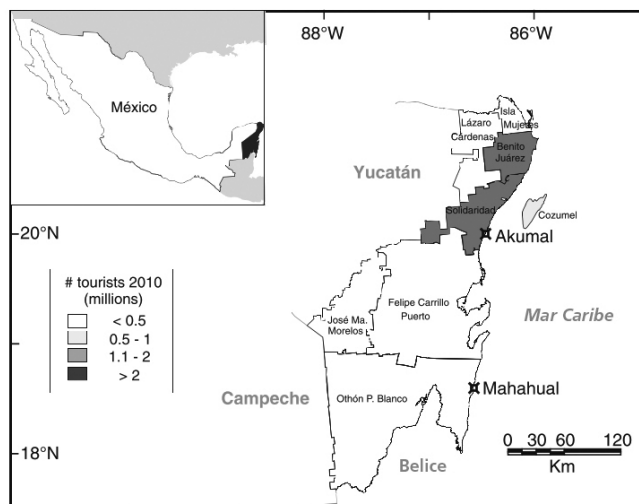 88°W
86°W
México
Isla
Mujeres
Lázaro
Cárdenas
Benito
Juárez
Yucatán
Solidaridad
Cozumel
20°N
Akumal
# tourists 2010
(millions)
< 0.5
0.5 - 1
1.1 - 2
> 2
Felipe Carrillo
Puerto
José Ma.
Morelos
Mar Caribe
Campeche
Othón P. Blanco
Mahahual
18°N
Belice
0 15 30 60 120
Km